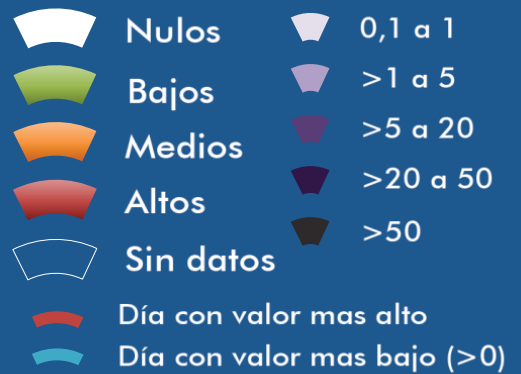 Nulos
Bajos
Medios
Altos
Sin datos
0,1 a 1
>1 a 5
>5 a 20
>20 a 50
>50
Día con valor mas alto
Día con valor mas bajo (>0)